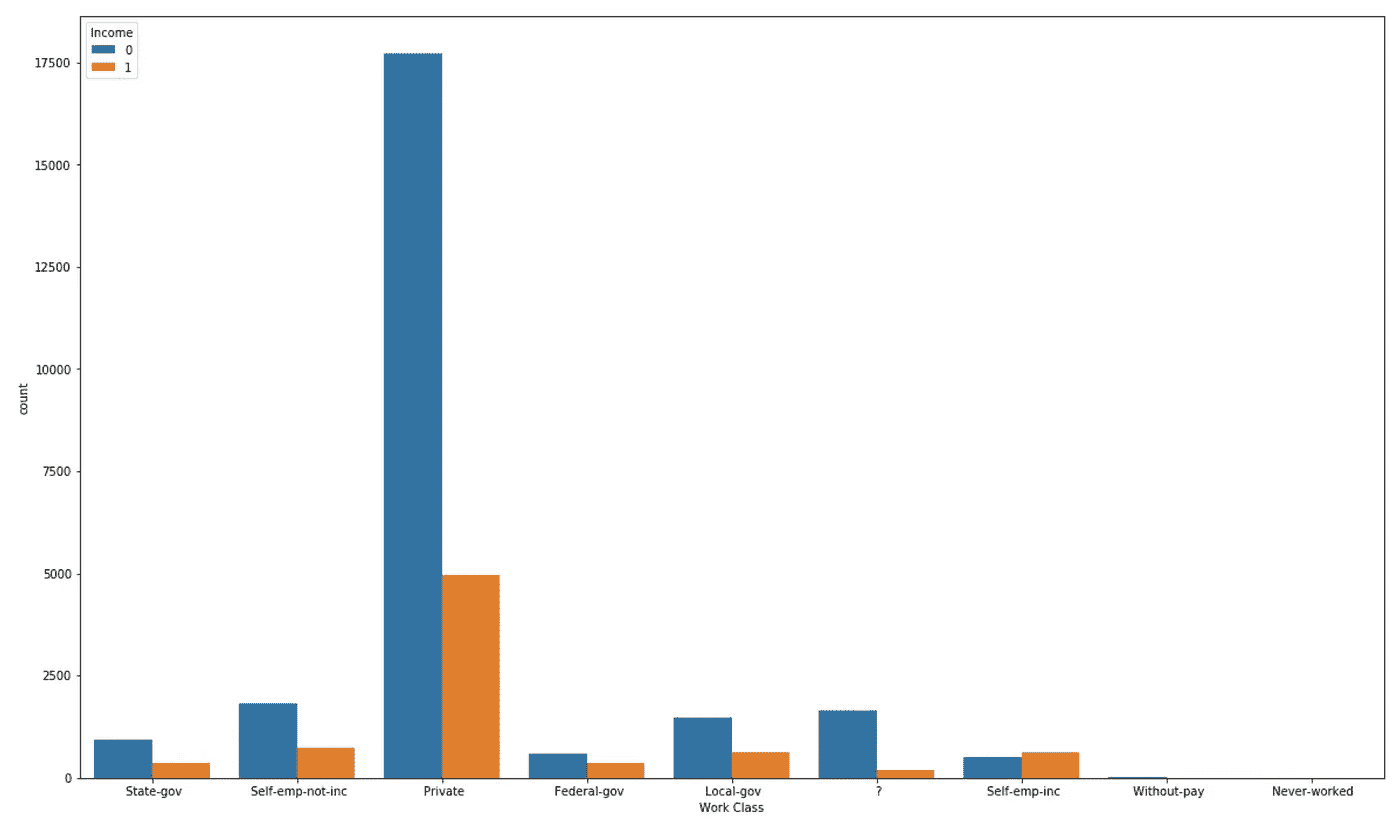 Income
0
1
17500
15000
12500
10000
7500
5000
2500
0
count
State-gov Self-emp-not-inc Private Federal-gov Local-gov ? Self-emp-inc Without-pay Never-worked
Work Class